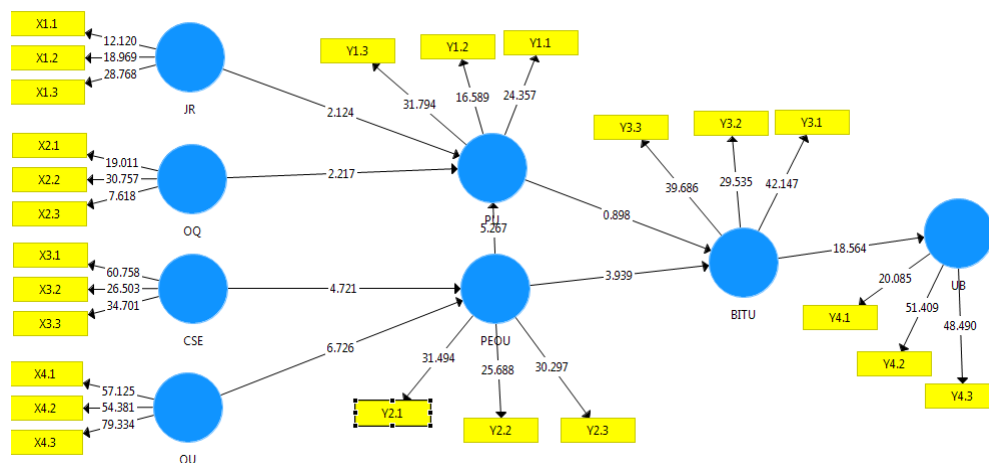 X1.1
12.120
X1.2
18.969
X1.3
28.768
JR
2.124
X2.1
19.011
X2.2
30.757
X2.3
7.618
OQ
2.217
X3.1
60.758
X3.2
26.503
X3.3
34.701
CSE
4.721
X4.1
57.125
X4.2
54.381
X4.3
79.334
OU
6.726
Y1.3
Y1.2
Y1.1
31.794
16.589
24.357
PU
5.267
0.898
PEOU
3.939
31.494
25.688
30.297
Y2.1
Y2.2
Y2.3
Y3.3
Y3.2
Y3.1
39.686
29.535
42.147
BITU
18.564
UB
20.085
51.409
48.490
Y4.1
Y4.2
Y4.3